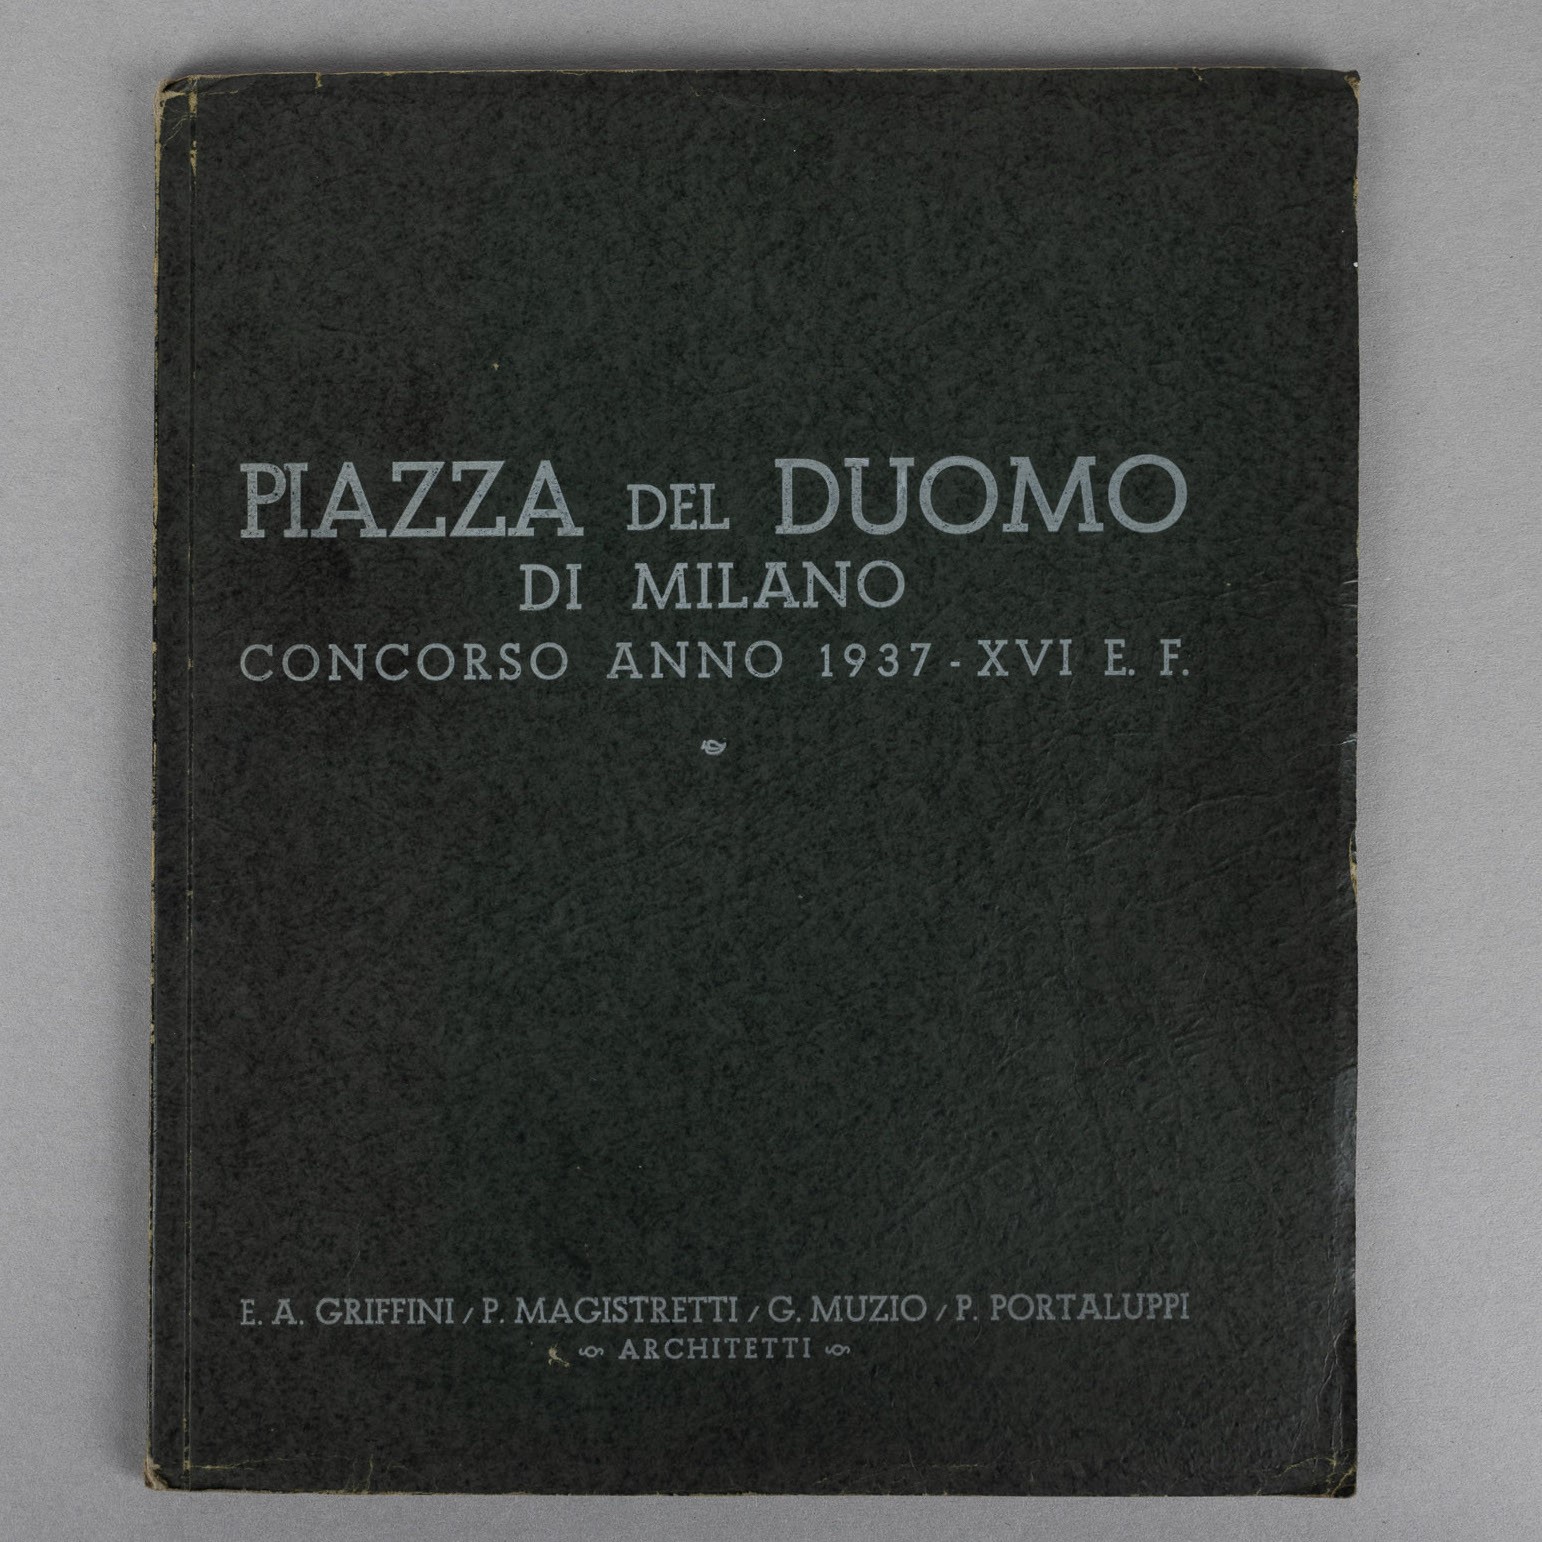 PIAZZA DEL DUOMO
DI MILANO
CONCORSO ANNO 1937 - XVI E. F.
E. A. GRIFFINI / P. MAGISTRETTI / G. MUZIO / P. PORTALUPPI
ARCHITETTI